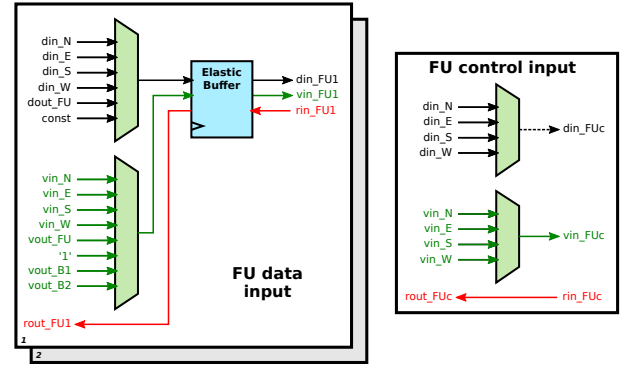 din_N
din_E
din_S
din_W
dout_FU
const
Elastic
Buffer
din_FU1
vin_FU1
rin_FU1
vin_N
vin_E
vin_S
vin_W
vout_FU
'1'
vout_B1
vout_B2
rout_FU1
FU data
input
1
2
FU control input
din_N
din_E
din_S
din_W
din_FUc
vin_N
vin_E
vin_S
vin_W
vin_FUc
rout_FUc
rin_FUc